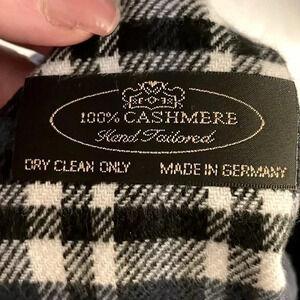 100% CASHMERE
Hand Tailored
DRY CLEAN ONLY MADE IN GERMANY